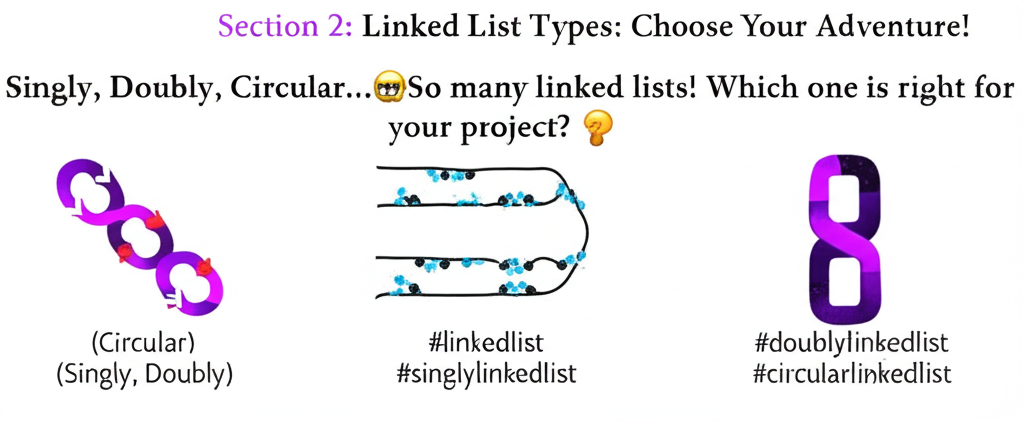 Section 2: Linked List Types: Choose Your Adventure!
Singly, Doubly, Circular...🤓So many linked lists! Which one is right for
your project? 🤔
(Circular)
(Singly, Doubly)
#linkedlist
#singlylinkedlist
#doublylinkedlist
#circularlinkedlist